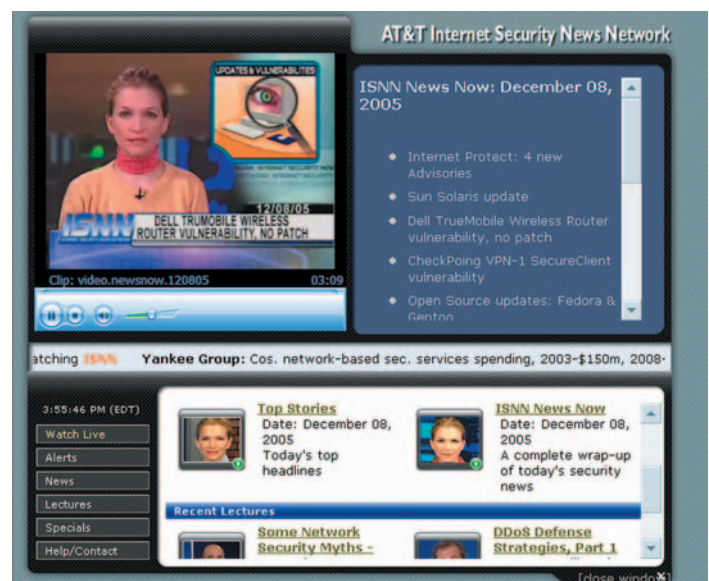 AT&T Internet Security News Network
UPDATES & VULNERABILITIES
12/08/05
ISNN
DELL TRUMOBILE WIRELESS
ROUTER VULNERABILITY, NO PATCH
Clip: video.newsnow.120805 03:09
ISNN News Now: December 08,
2005
Internet Protect: 4 new
Advisories
Sun Solaris update
Dell TrueMobile Wireless Router
vulnerability, no patch
CheckPoing VPN-1 SecureClient
vulnerability
Open Source updates: Fedora &
Gentoo
atching ISNN Yankee Group: Cos. network-based sec. services spending, 2003-$150m, 2008-
3:55:46 PM (EDT)
Watch Live
Alerts
News
Lectures
Specials
Help/Contact
Top Stories
Date: December 08,
2005
Today's top
headlines
ISNN News Now
Date: December 08,
2005
A complete wrap-up
of today's security
news
Recent Lectures
Some Network
Security Myths -
DDoS Defense
Strategies, Part 1
[close window]